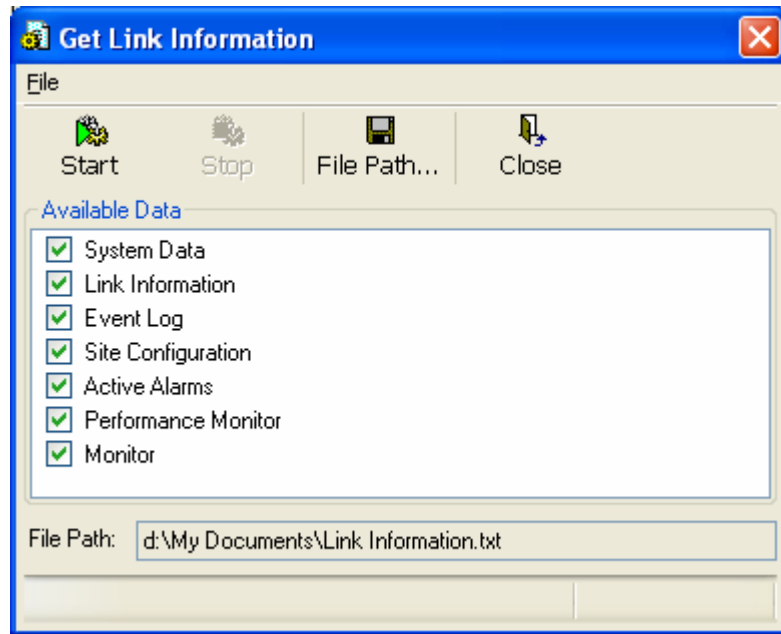 Get Link Information
File
Start Stop File Path... Close
Available Data
System Data
Link Information
Event Log
Site Configuration
Active Alarms
Performance Monitor
Monitor
File Path: d:\My Documents\Link Information.txt